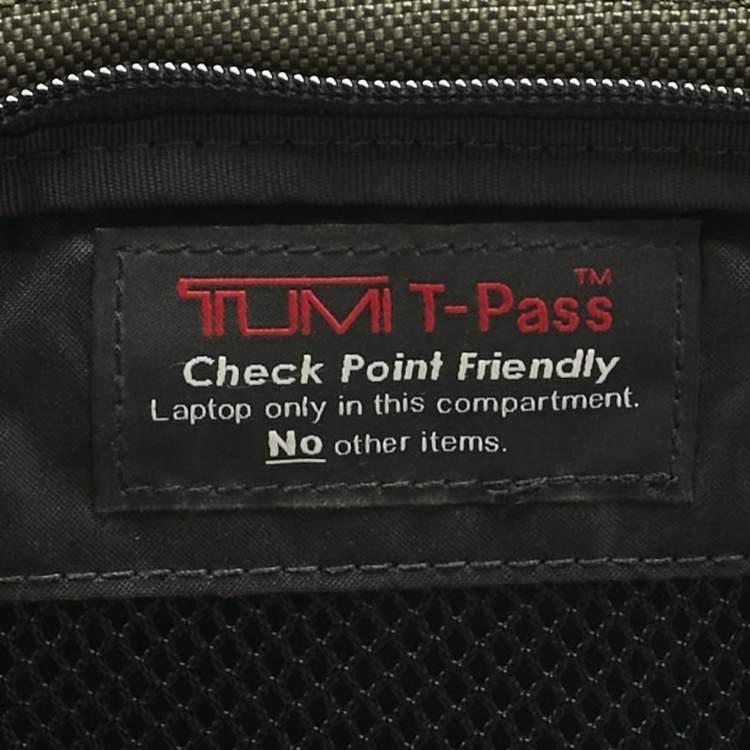 TUMI T-Pass™
Check Point Friendly
Laptop only in this compartment.
No other items.